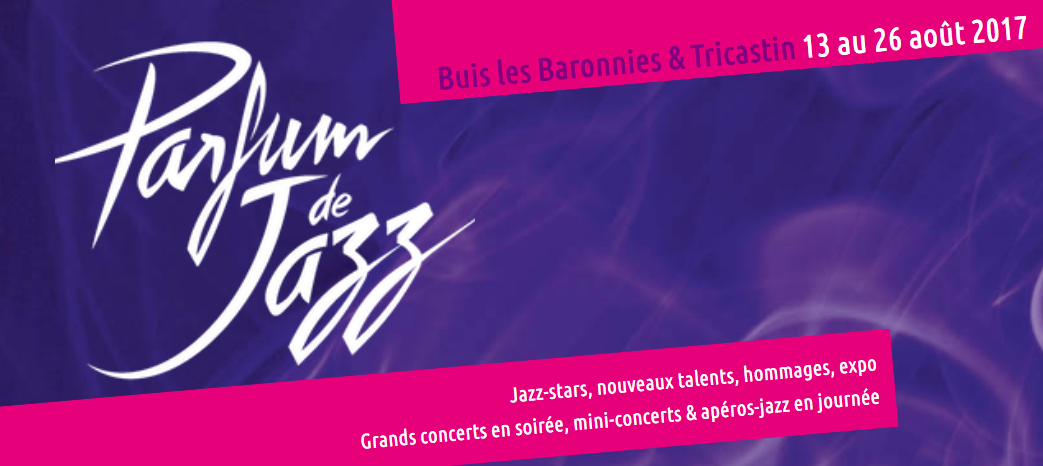 Buis les Baronnies & Tricastin 13 au 26 août 2017
Parfum
de
Jazz
Jazz-stars, nouveaux talents, hommages, expo
Grands concerts en soirée, mini-concerts & apéros-jazz en journée